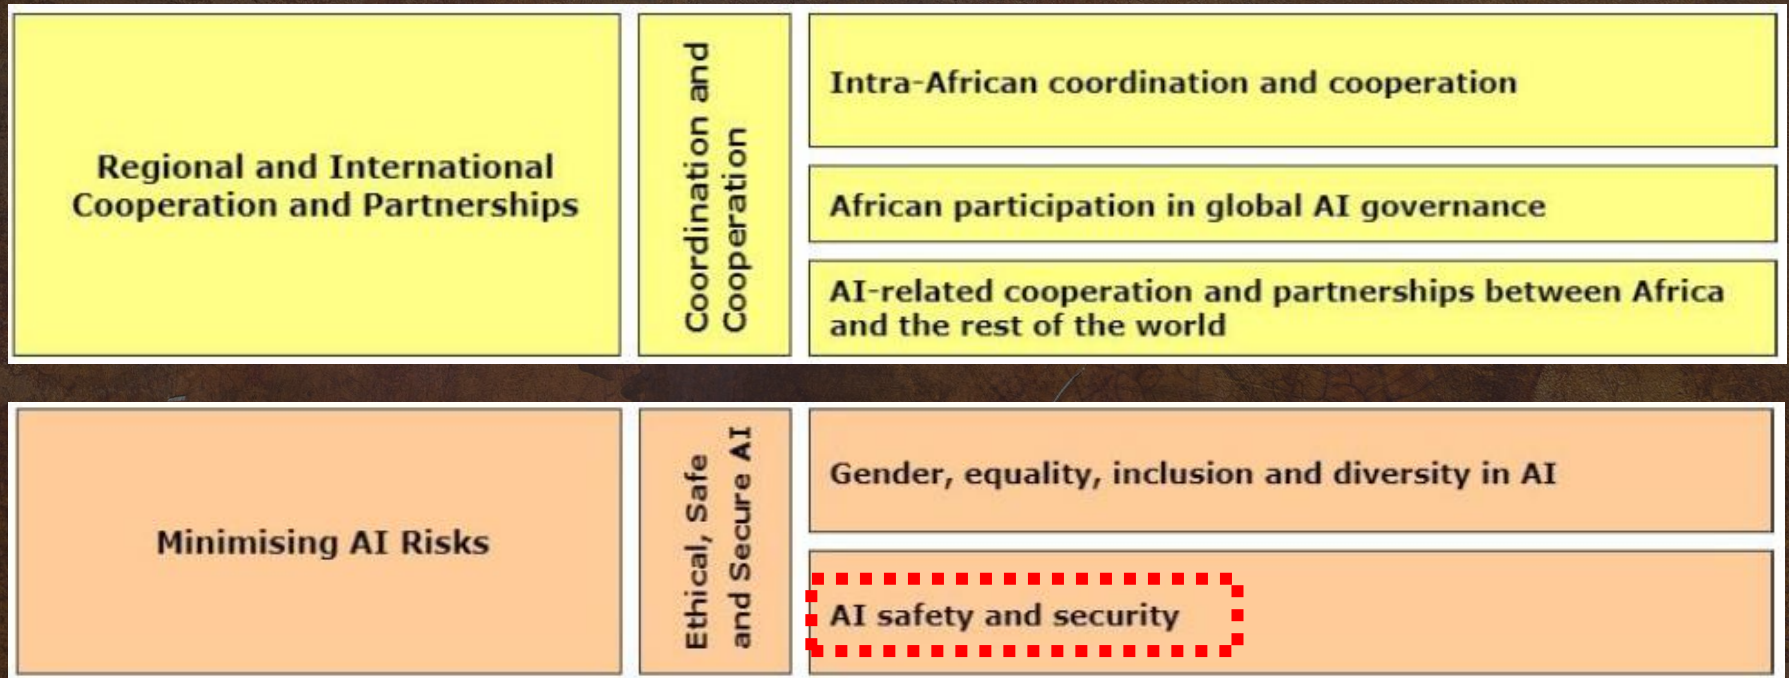 Regional and International
Cooperation and Partnerships
Coordination and
Cooperation
Intra-African coordination and cooperation
African participation in global AI governance
AI-related cooperation and partnerships between Africa
and the rest of the world
Minimising AI Risks
Ethical, Safe
and Secure AI
Gender, equality, inclusion and diversity in AI
AI safety and security